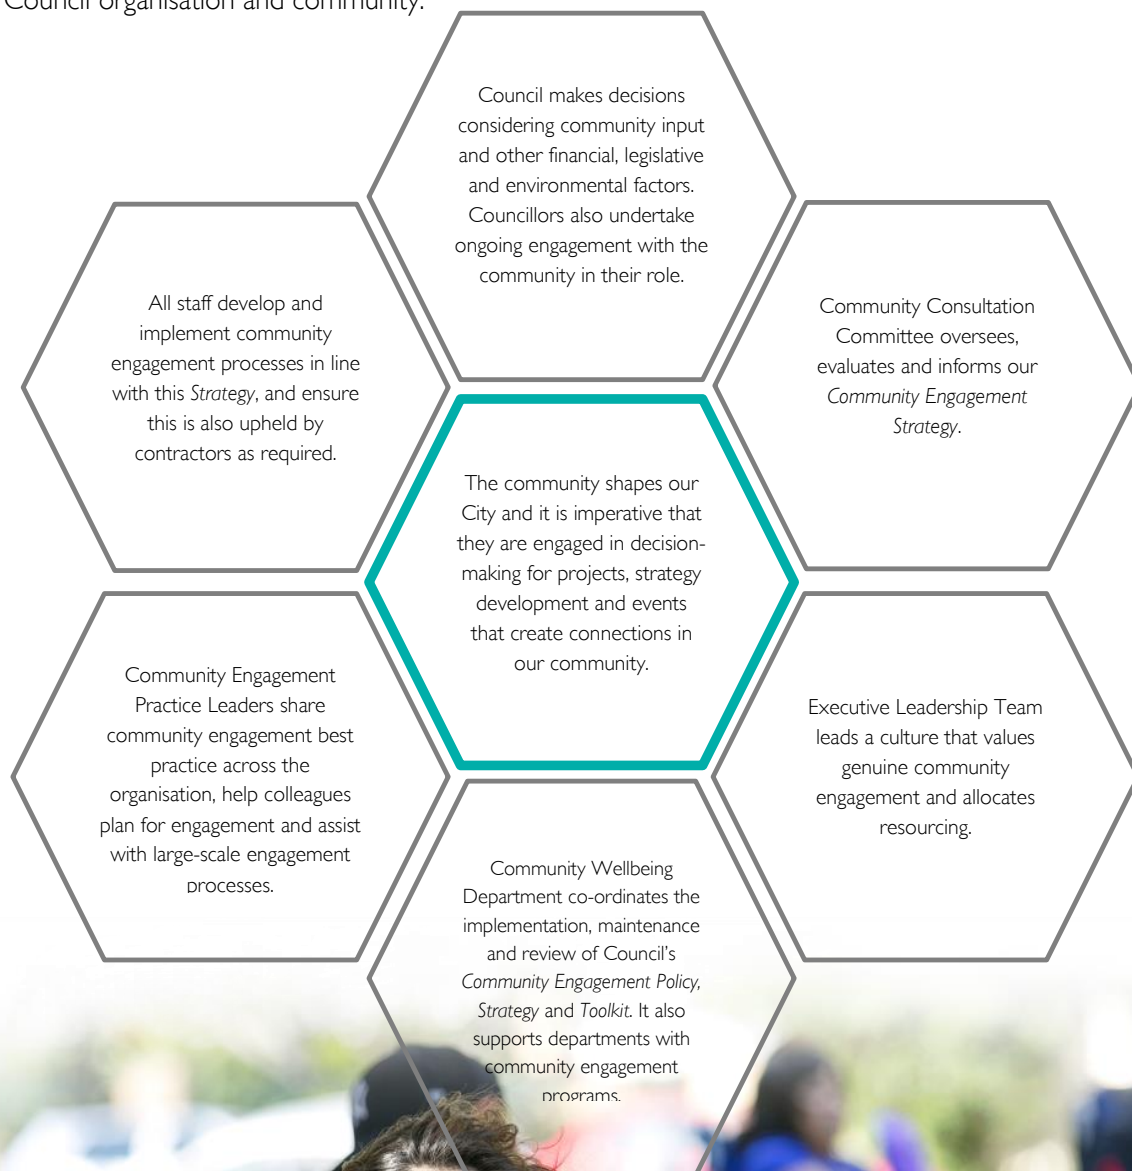 Council organisation and community.
Council makes decisions
considering community input
and other financial, legislative
and environmental factors.
Councillors also undertake
ongoing engagement with the
community in their role.
All staff develop and
implement community
engagement processes in line
with this Strategy, and ensure
this is also upheld by
contractors as required.
Community Consultation
Committee oversees,
evaluates and informs our
Community Engagement
Strategy.
The community shapes our
City and it is imperative that
they are engaged in decision-
making for projects, strategy
development and events
that create connections in
our community.
Community Engagement
Practice Leaders share
community engagement best
practice across the
organisation, help colleagues
plan for engagement and assist
with large-scale engagement
processes.
Executive Leadership Team
leads a culture that values
genuine community
engagement and allocates
resourcing.
Community Wellbeing
Department co-ordinates the
implementation, maintenance
and review of Council’s
Community Engagement Policy,
Strategy and Toolkit. It also
supports departments with
community engagement
programs.